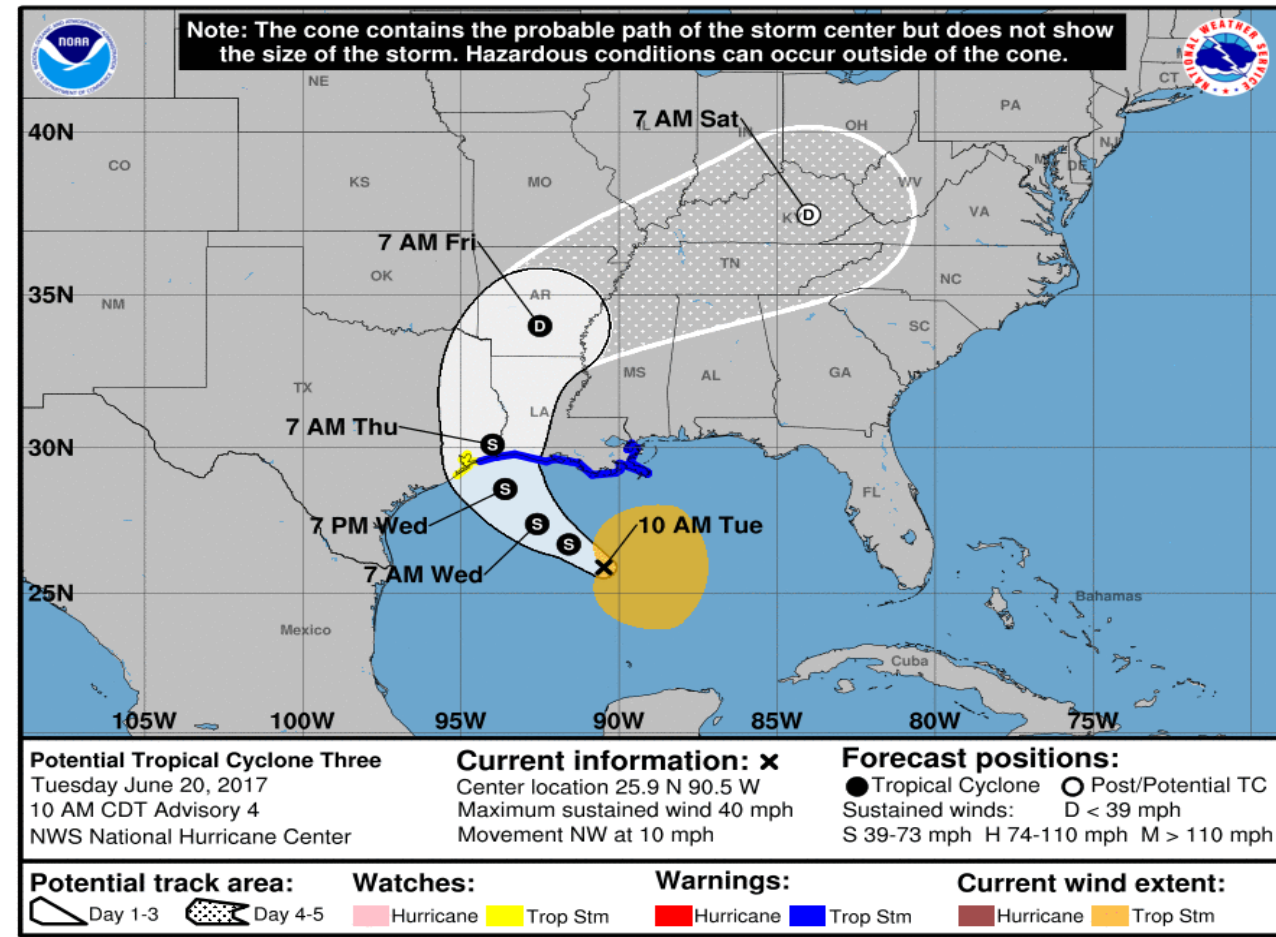 Note: The cone contains the probable path of the storm center but does not show
the size of the storm. Hazardous conditions can occur outside of the cone.
NOAA
NATIONAL WEATHER SERVICE
NE
PA
CT
NJ
7 AM Sat
IL
IN
OH
40N
CO
KS
MO
WV
DE
VA
KY
7 AM Fri
OK
TN
NC
NM
35N
AR
SC
TX
MS
AL
GA
LA
7 AM Thu
30N
FL
7 PM Wed
10 AM Tue
7 AM Wed
25N
Bahamas
Mexico
Cuba
105W 100W 95W 90W 85W 80W 75W
D
D
S
S
S
S
Potential Tropical Cyclone Three
Tuesday June 20, 2017
10 AM CDT Advisory 4
NWS National Hurricane Center
Current information: ×
Center location 25.9 N 90.5 W
Maximum sustained wind 40 mph
Movement NW at 10 mph
Forecast positions:
Tropical Cyclone Post/Potential TC
Sustained winds: D < 39 mph
S 39-73 mph H 74-110 mph M > 110 mph
Potential track area:
Day 1-3 Day 4-5
Watches:
Hurricane Trop Stm
Warnings:
Hurricane Trop Stm
Current wind extent:
Hurricane Trop Stm